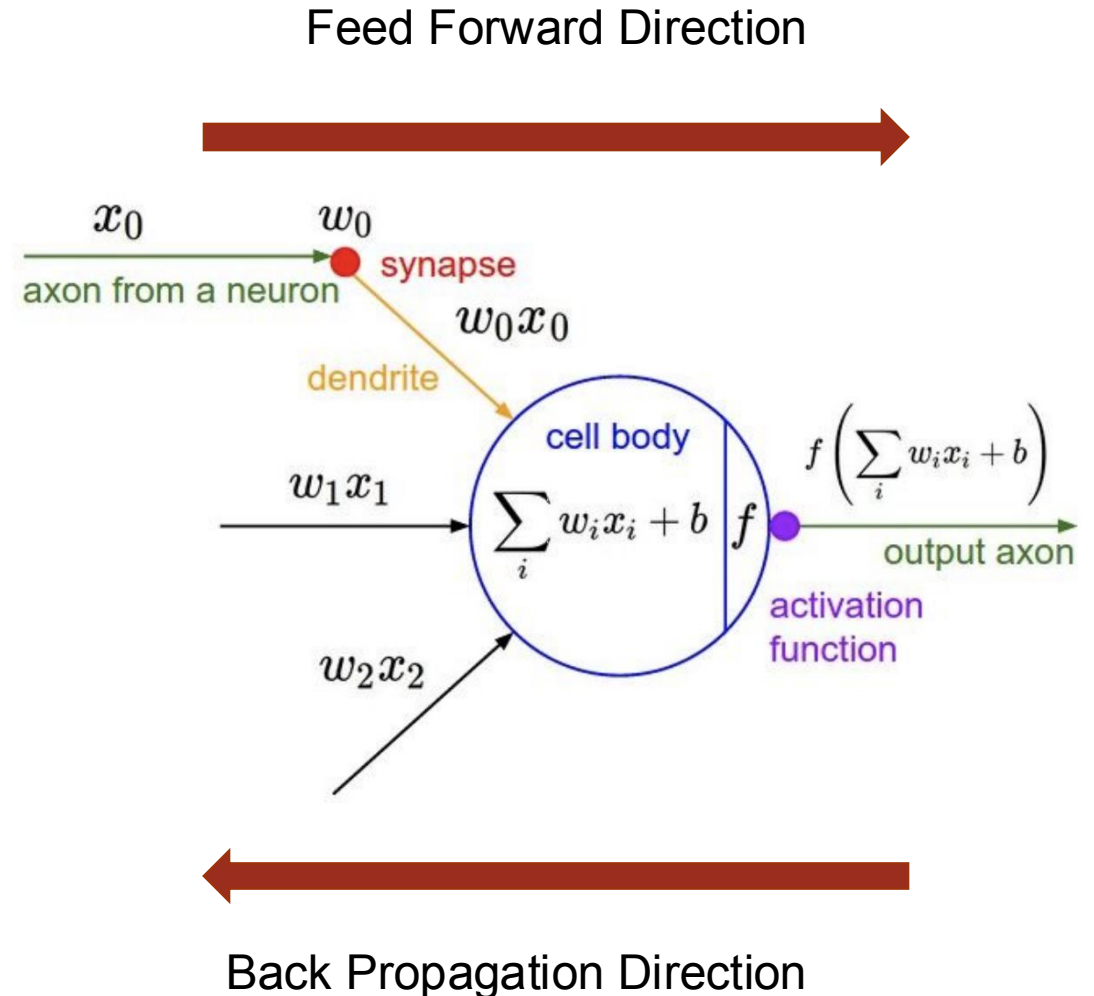 Feed Forward Direction
x₀
w₀
axon from a neuron
synapse
w₀x₀
dendrite
cell body
f(∑ᵢ wᵢxᵢ + b)
w₁x₁
∑ᵢ wᵢxᵢ + b
f
output axon
activation
function
w₂x₂
Back Propagation Direction